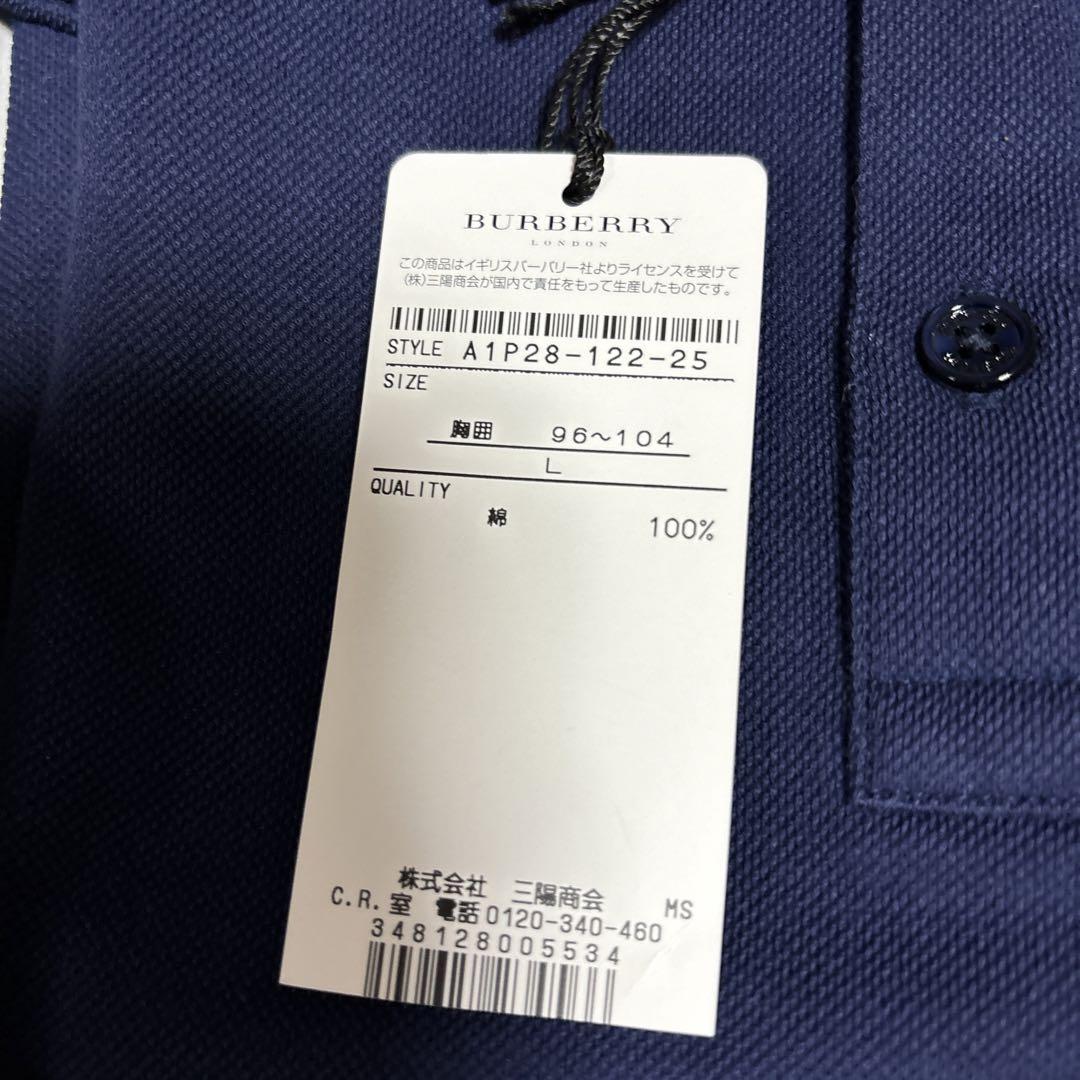 BURBERRY
LONDON
この商品はイギリスバーバリー社よりライセンスを受けて
(株)三陽商会が国内で責任をもって生産したものです。
STYLE A1P28-122-25
SIZE
胸囲 96～104
L
QUALITY
綿 100%
株式会社 三陽商会 MS
C.R.室 電話0120-340-460
348128005534